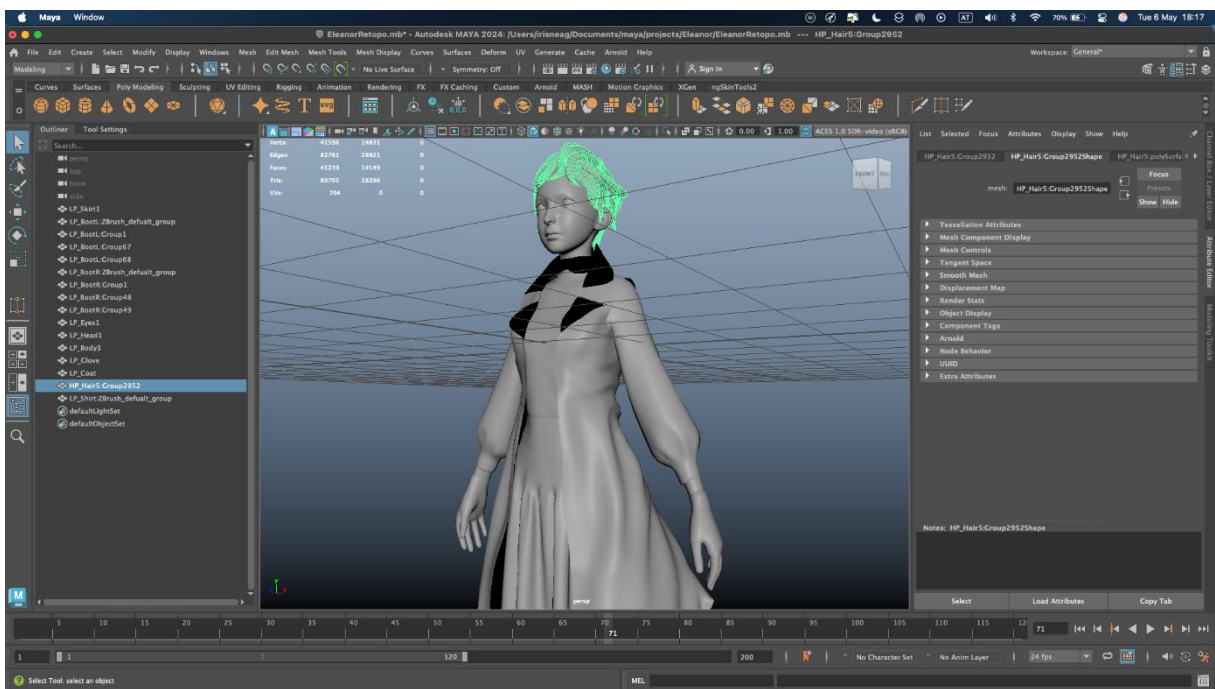 Maya Window
70% Tue 6 May 18:17
EleanorRetopo.mb* - Autodesk MAYA 2024: /Users/irisneag/Documents/maya/projects/Eleanor/EleanorRetopo.mb --- HP_Hair5:Group2952
File Edit Create Select Modify Display Windows Mesh Edit Mesh Mesh Tools Mesh Display Curves Surfaces Deform UV Generate Cache Arnold Help
Workspace: General*
Modeling No Live Surface Symmetry: Off Sign In
Curves Surfaces Poly Modeling Sculpting UV Editing Rigging Animation Rendering FX FX Caching Custom Arnold MASH Motion Graphics XGen ngSkinTools2
Outliner Tool Settings
Search...
persp
top
front
side
LP_Skirt1
LP_BootL:ZBrush_defualt_group
LP_BootL:Group1
LP_BootL:Group67
LP_BootL:Group68
LP_BootR:ZBrush_defualt_group
LP_BootR:Group1
LP_BootR:Group48
LP_BootR:Group49
LP_Eyes1
LP_Head1
LP_Body3
LP_Glove
LP_Coat
HP_Hair5:Group2952
LP_Shirt:ZBrush_defualt_group
defaultLightSet
defaultObjectSet
0.00 1.00 ACES 1.0 SDR-video (sRGB)
Verts: 41596 14831 0
Edges: 82761 28921 0
Faces: 41239 14149 0
Tris: 80705 28296 0
UVs: 704 0 0
FRONT
persp
List Selected Focus Attributes Display Show Help
HP_Hair5:Group2952 HP_Hair5:Group2952Shape HP_Hair5:polySurfa
mesh: HP_Hair5:Group2952Shape
Focus
Presets
Show Hide
Tessellation Attributes
Mesh Component Display
Mesh Controls
Tangent Space
Smooth Mesh
Displacement Map
Render Stats
Object Display
Component Tags
Arnold
Node Behavior
UUID
Extra Attributes
Notes: HP_Hair5:Group2952Shape
Select Load Attributes Copy Tab
Channel Box / Layer Editor
Attribute Editor
Modeling Toolkit
5 10 15 20 25 30 35 40 45 50 55 60 65 70 75 80 85 90 95 100 105 110 115 12
71
71
1 1 120 200 No Character Set No Anim Layer 24 fps
Select Tool: select an object
MEL